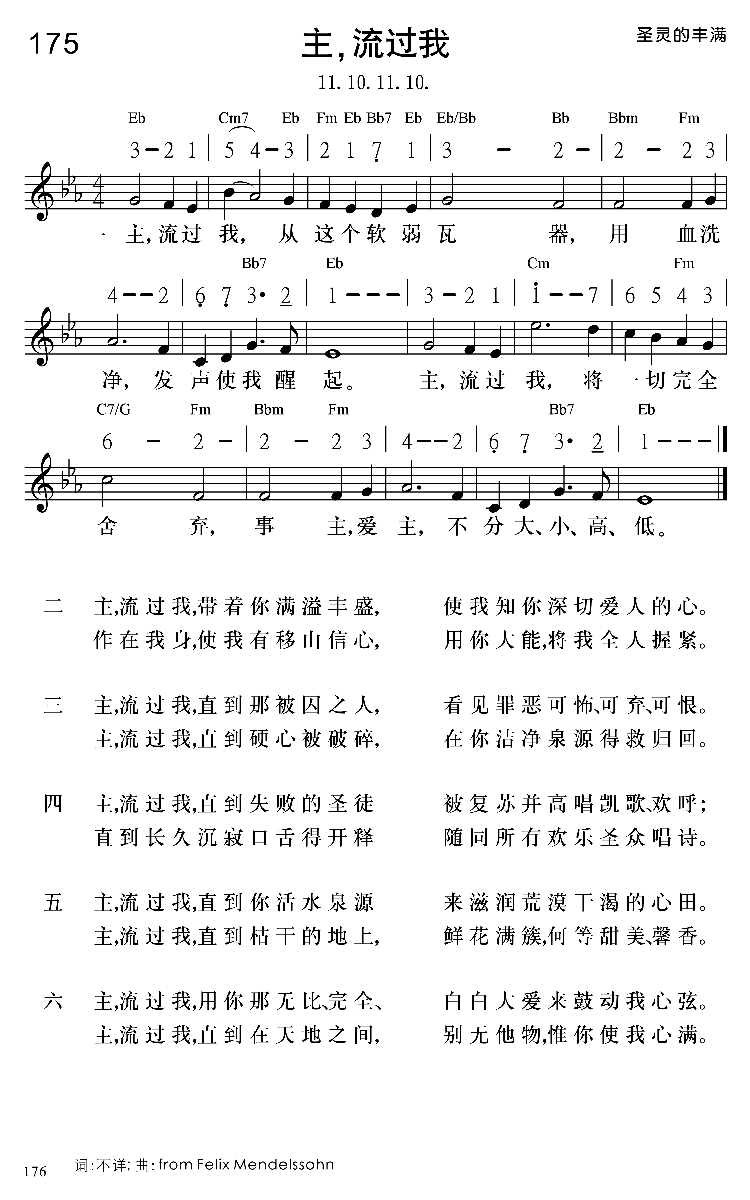 175
主,流过我
圣灵的丰满
11. 10. 11. 10.
Eb Cm7 Eb Fm Eb Bb7 Eb Eb/Bb Bb Bbm Fm
3 – 2 1 | 5 4 – 3 | 2 1 7̣ 1 | 3 – 2 – | 2 – 2 3
一 主,流过 我, 从 这个软弱瓦 器, 用 血洗
Bb7 Eb Cm Fm
4 – – 2 | 6̣ 7̣ 3· 2 | 1 – – – | 3 – 2 1 | 1̇ – – 7 | 6 5 4 3
净, 发 声使我醒 起。 主,流过 我, 将 一切完全
C7/G Fm Bbm Fm Bb7 Eb
6 – 2 – | 2 – 2 3 | 4 – – 2 | 6̣ 7̣ 3· 2 | 1 – – ‖
舍 弃, 事 主,爱 主, 不 分大、小、高、低。
二 主,流过我,带着你满溢丰盛, 使我知你深切爱人的心。
作在我身,使我有移山信心, 用你大能,将我全人握紧。
三 主,流过我,直到那被囚之人, 看见罪恶可怖、可弃、可恨。
主,流过我,直到硬心被破碎, 在你洁净泉源得救归回。
四 主,流过我,直到失败的圣徒 被复苏并高唱凯歌、欢呼;
直到长久沉寂口舌得开释 随同所有欢乐圣众唱诗。
五 主,流过我,直到你活水泉源 来滋润荒漠干渴的心田。
主,流过我,直到枯干的地上, 鲜花满簇,何等甜美、馨香。
六 主,流过我,用你那无比、完全、 白白大爱来鼓动我心弦。
主,流过我,直到在天地之间, 别无他物,惟你使我心满。
176 词:不详; 曲: from Felix Mendelssohn